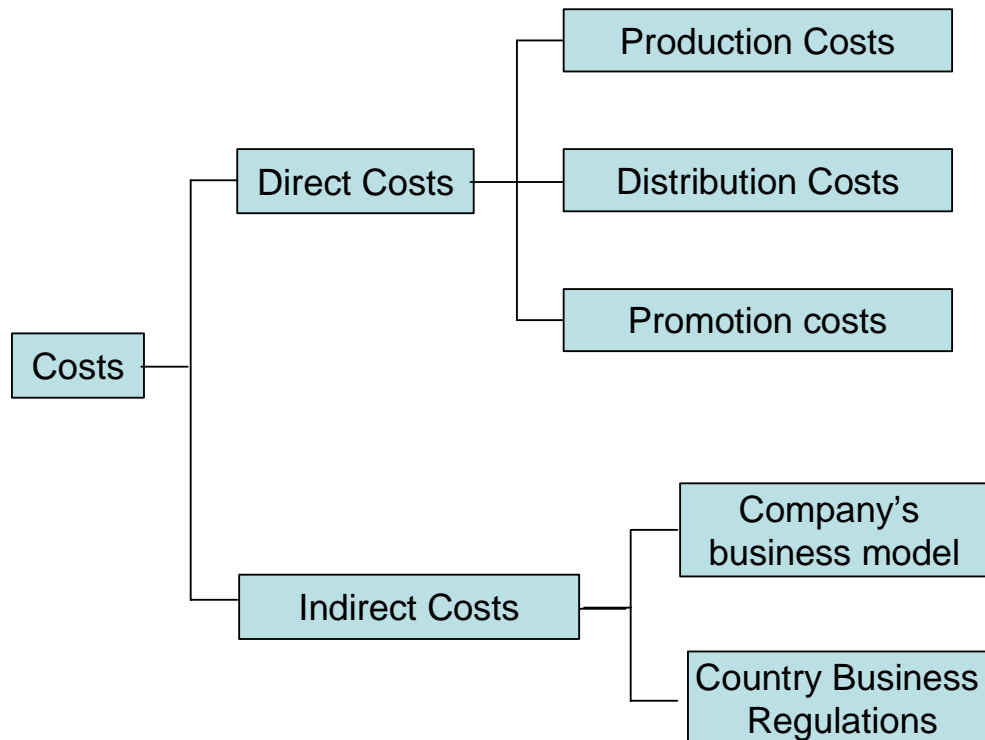 Production Costs
Direct Costs
Distribution Costs
Promotion costs
Costs
Company’s
business model
Indirect Costs
Country Business
Regulations